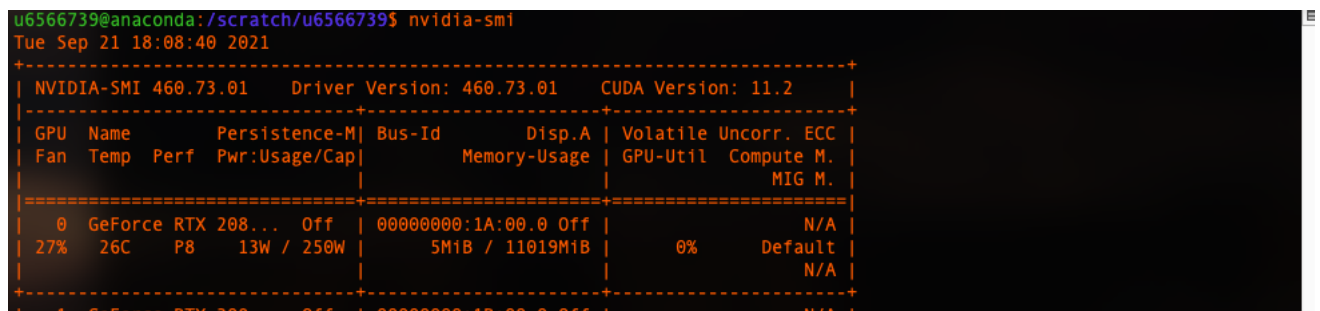 u6566739@anaconda:/scratch/u6566739$ nvidia-smi
Tue Sep 21 18:08:40 2021
+-----------------------------------------------------------------------------+
| NVIDIA-SMI 460.73.01    Driver Version: 460.73.01    CUDA Version: 11.2     |
|-------------------------------+----------------------+----------------------+
| GPU  Name        Persistence-M| Bus-Id        Disp.A | Volatile Uncorr. ECC |
| Fan  Temp  Perf  Pwr:Usage/Cap|         Memory-Usage | GPU-Util  Compute M. |
|                               |                      |               MIG M. |
|===============================+======================+======================|
|   0  GeForce RTX 208...  Off  | 00000000:1A:00.0 Off |                  N/A |
| 27%   26C    P8    13W / 250W |      5MiB / 11019MiB |      0%      Default |
|                               |                      |                  N/A |
+-------------------------------+----------------------+----------------------+